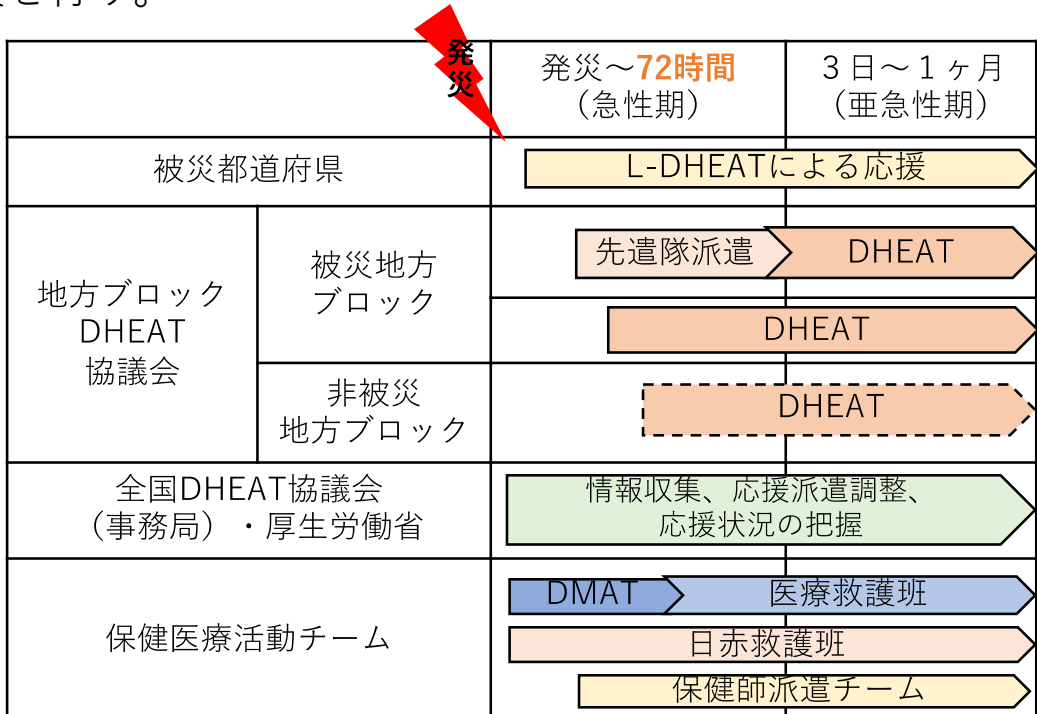 発災
発災～72時間
（急性期）
３日～１ヶ月
（亜急性期）
被災都道府県
L-DHEATによる応援
地方ブロック
DHEAT
協議会
被災地方
ブロック
先遣隊派遣
DHEAT
DHEAT
非被災
地方ブロック
DHEAT
全国DHEAT協議会
（事務局）・厚生労働省
情報収集、応援派遣調整、
応援状況の把握
保健医療活動チーム
DMAT
医療救護班
日赤救護班
保健師派遣チーム